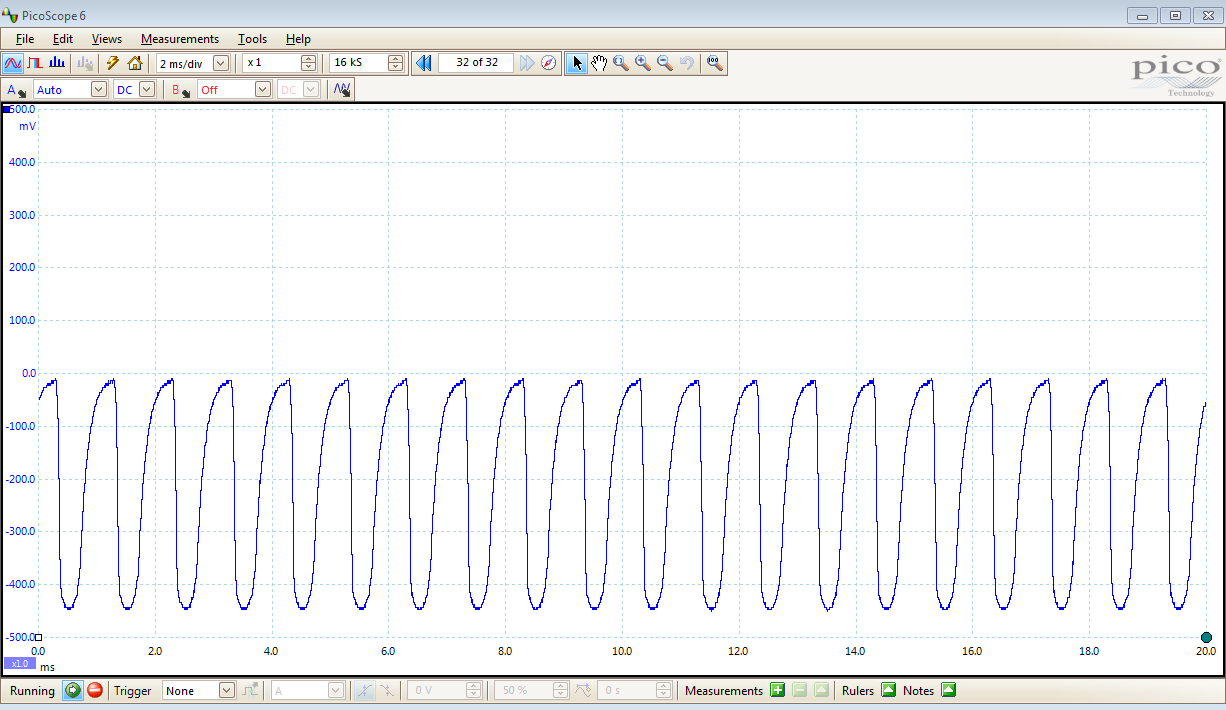 PicoScope 6
File Edit Views Measurements Tools Help
2 ms/div x 1 16 kS 32 of 32
pico
Technology
A Auto DC B Off DC
500.0
mV
400.0
300.0
200.0
100.0
0.0
-100.0
-200.0
-300.0
-400.0
-500.0
0.0 2.0 4.0 6.0 8.0 10.0 12.0 14.0 16.0 18.0 20.0
x1.0 ms
Running Trigger None A 0 V 50 % 0 s Measurements Rulers Notes